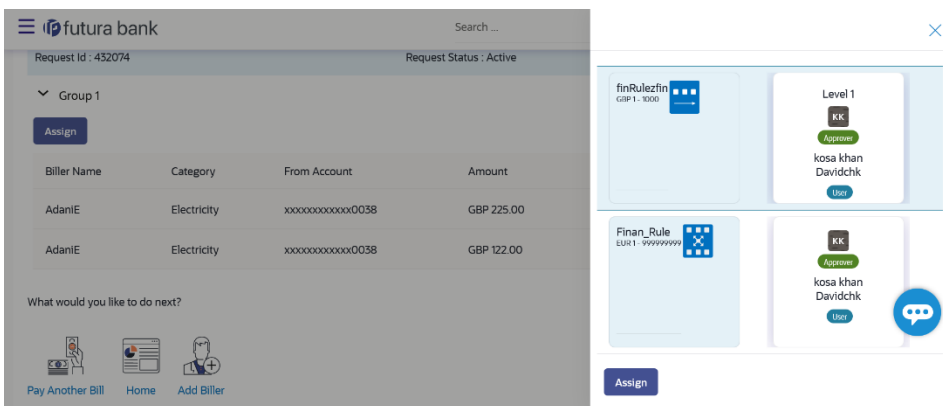 futura bank
Search ...
Request Id : 432074
Request Status : Active
Group 1
Assign
Biller Name
Category
From Account
Amount
AdaniE
Electricity
xxxxxxxxxxxx0038
GBP 225.00
AdaniE
Electricity
xxxxxxxxxxxx0038
GBP 122.00
What would you like to do next?
Pay Another Bill
Home
Add Biller
finRulezfin
GBP 1 - 1000
Level 1
KK
Approver
kosa khan
Davidchk
User
Finan_Rule
EUR 1 - 999999999
KK
Approver
kosa khan
Davidchk
User
Assign